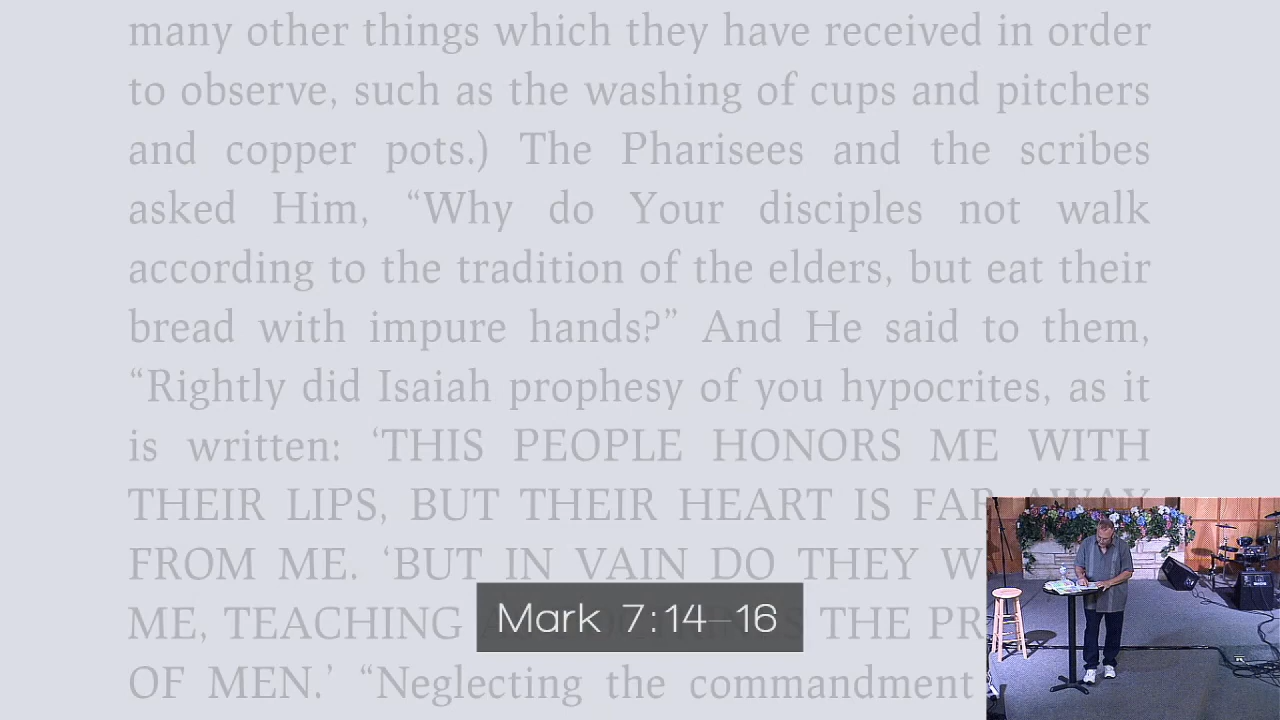 many other things which they have received in order
to observe, such as the washing of cups and pitchers
and copper pots.) The Pharisees and the scribes
asked Him, “Why do Your disciples not walk
according to the tradition of the elders, but eat their
bread with impure hands?” And He said to them,
“Rightly did Isaiah prophesy of you hypocrites, as it
is written: ‘THIS PEOPLE HONORS ME WITH
THEIR LIPS, BUT THEIR HEART IS FAR AWAY
FROM ME. ‘BUT IN VAIN DO THEY
ME, TEACHING THE
OF MEN.’ “Neglecting the commandment
Mark 7:14–16